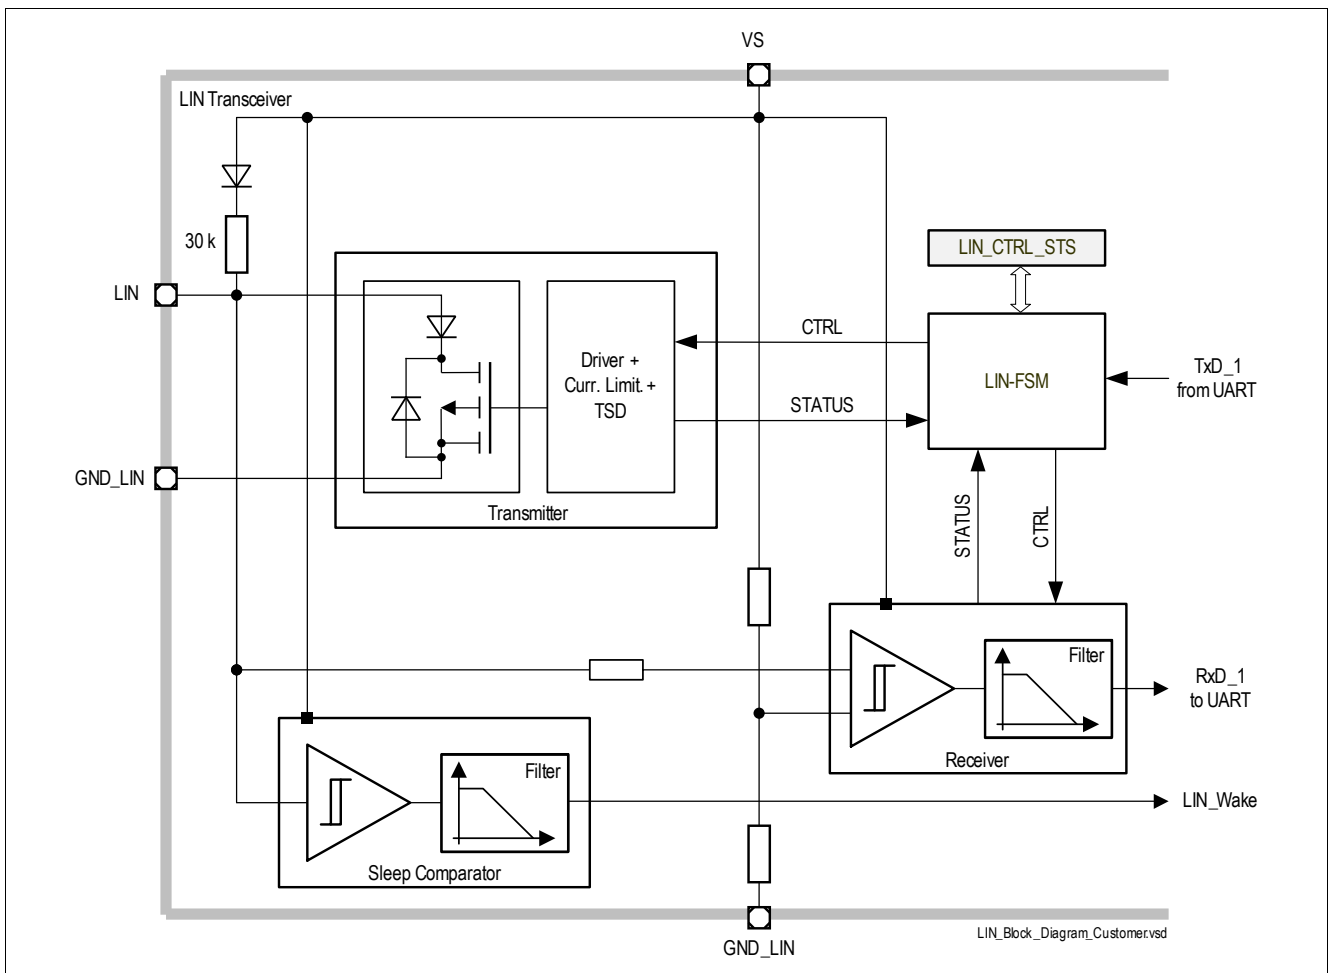 VS
LIN Transceiver
30 k
LIN_CTRL_STS
LIN
CTRL
Driver +
Curr. Limit. +
TSD
LIN-FSM
TxD_1
from UART
STATUS
GND_LIN
Transmitter
STATUS
CTRL
Filter
RxD_1
to UART
Receiver
Filter
LIN_Wake
Sleep Comparator
GND_LIN
LIN_Block_Diagram_Customer.vsd